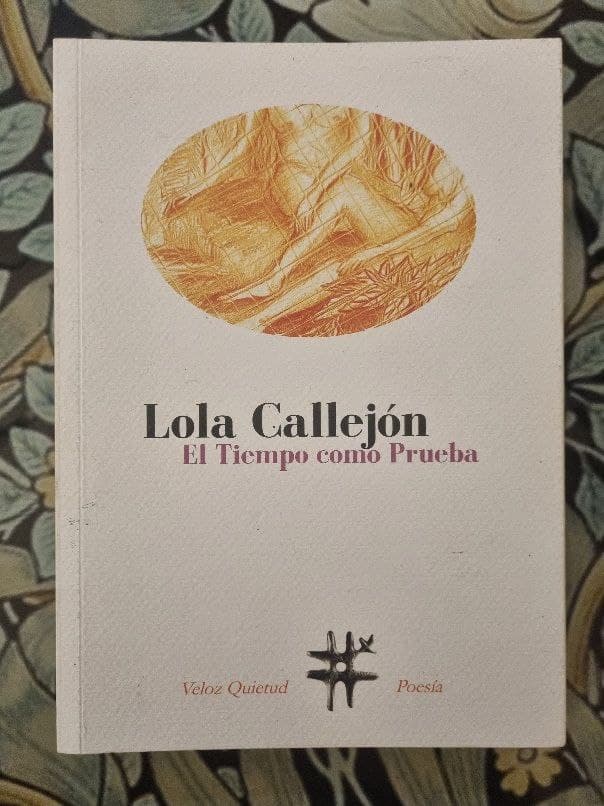 Lola Callejón
El Tiempo como Prueba
Veloz Quietud
Poesía